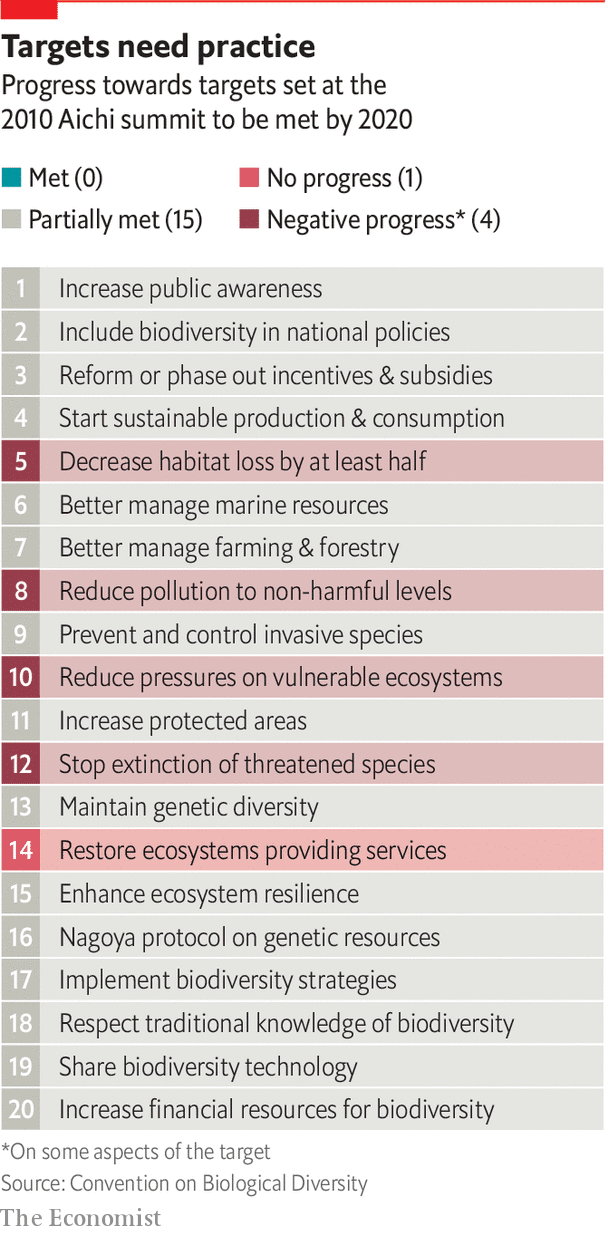 Targets need practice
Progress towards targets set at the
2010 Aichi summit to be met by 2020
Met (0)
No progress (1)
Partially met (15)
Negative progress* (4)
1 Increase public awareness
2 Include biodiversity in national policies
3 Reform or phase out incentives & subsidies
4 Start sustainable production & consumption
5 Decrease habitat loss by at least half
6 Better manage marine resources
7 Better manage farming & forestry
8 Reduce pollution to non-harmful levels
9 Prevent and control invasive species
10 Reduce pressures on vulnerable ecosystems
11 Increase protected areas
12 Stop extinction of threatened species
13 Maintain genetic diversity
14 Restore ecosystems providing services
15 Enhance ecosystem resilience
16 Nagoya protocol on genetic resources
17 Implement biodiversity strategies
18 Respect traditional knowledge of biodiversity
19 Share biodiversity technology
20 Increase financial resources for biodiversity
*On some aspects of the target
Source: Convention on Biological Diversity
The Economist